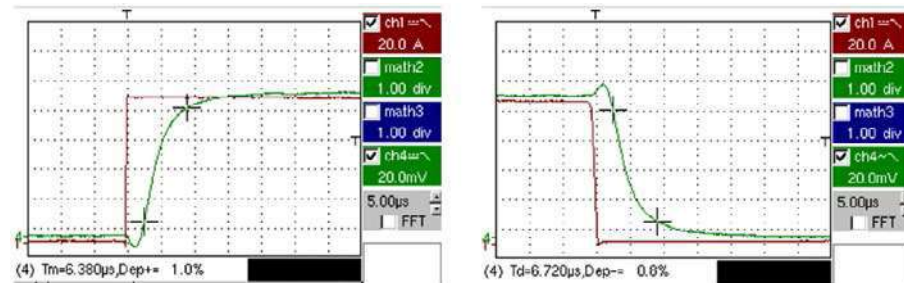 ch1
20.0 A
math2
1.00 div
math3
1.00 div
ch4
20.0mV
5.00µs
FFT
4
(4) Tm=6.380µs,Dep+= 1.0%
ch1
20.0 A
math2
1.00 div
math3
1.00 div
ch4
20.0mV
5.00µs
FFT
4
(4) Td=6.720µs,Dep-= 0.8%